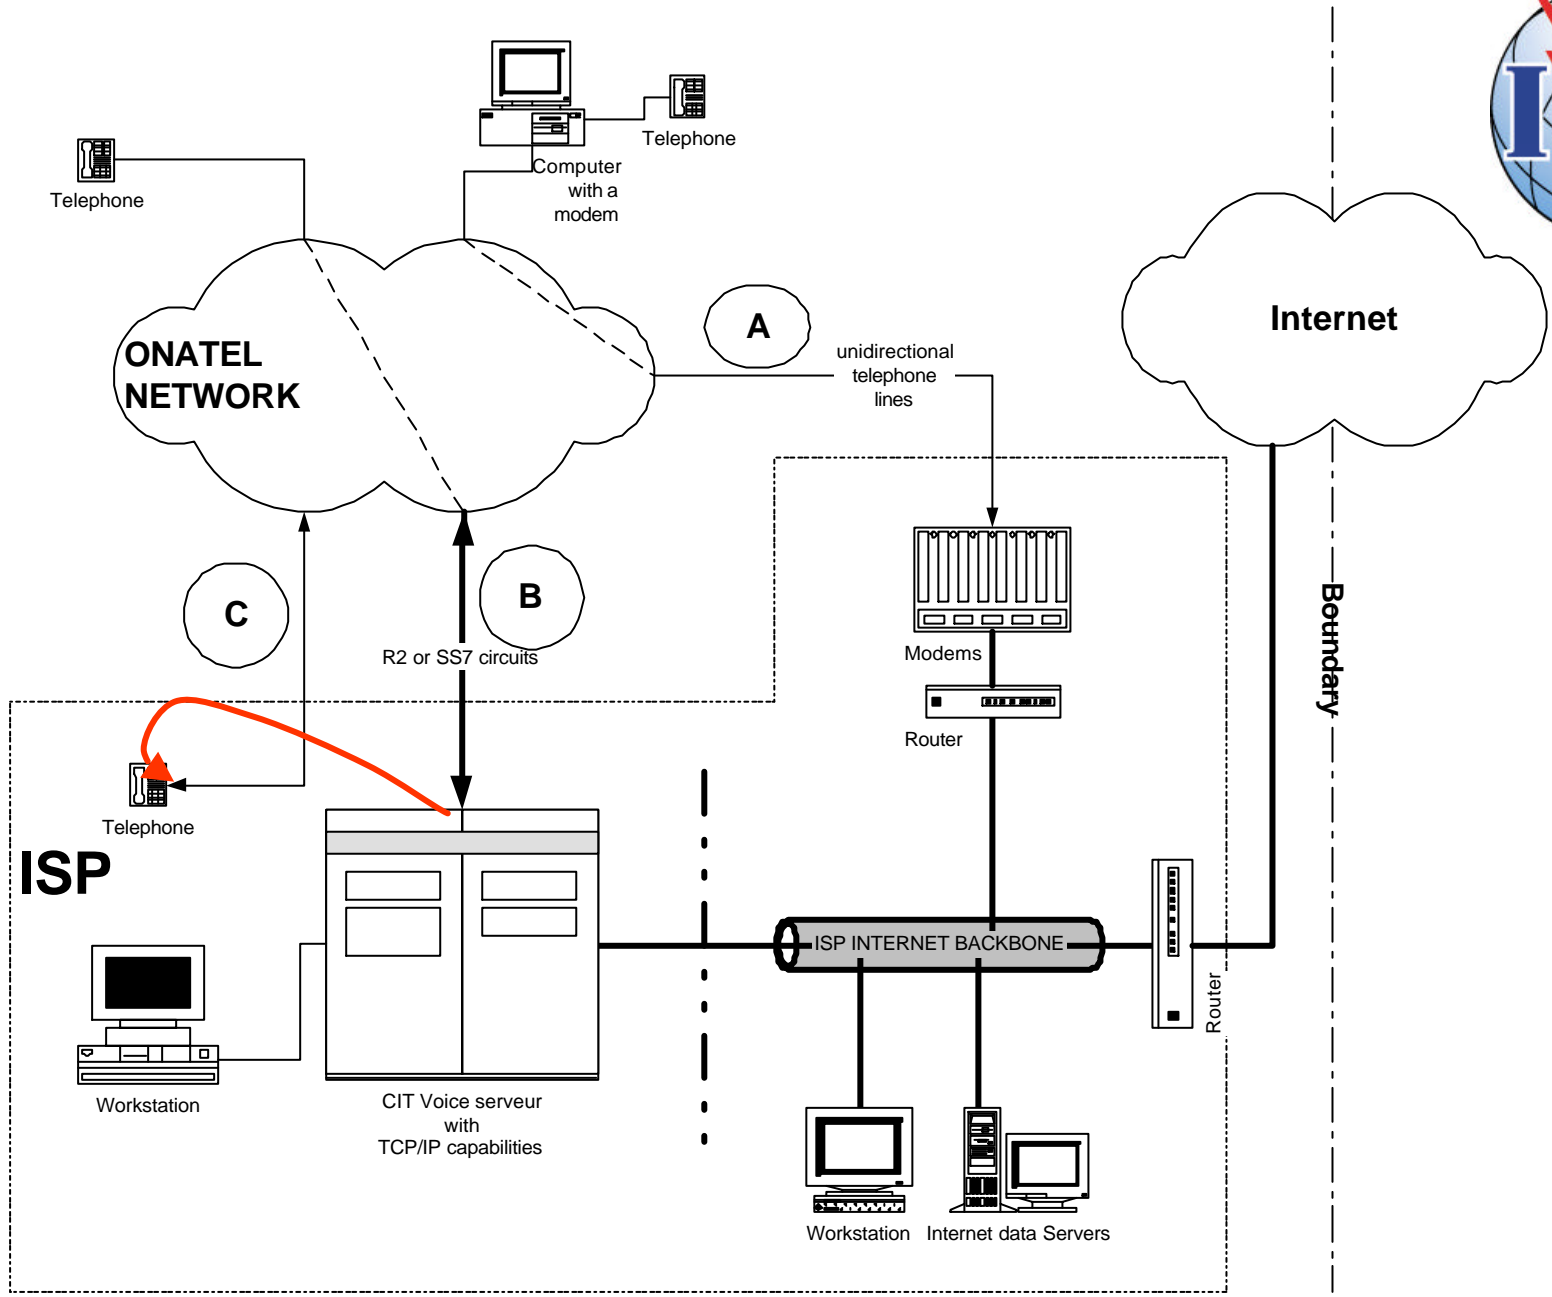 Telephone
Computer
with a
modem
Telephone
ONATEL
NETWORK
A
unidirectional
telephone
lines
Internet
C
B
R2 or SS7 circuits
Modems
Router
Boundary
Telephone
ISP
ISP INTERNET BACKBONE
Router
Workstation
CIT Voice serveur
with
TCP/IP capabilities
Workstation
Internet data Servers